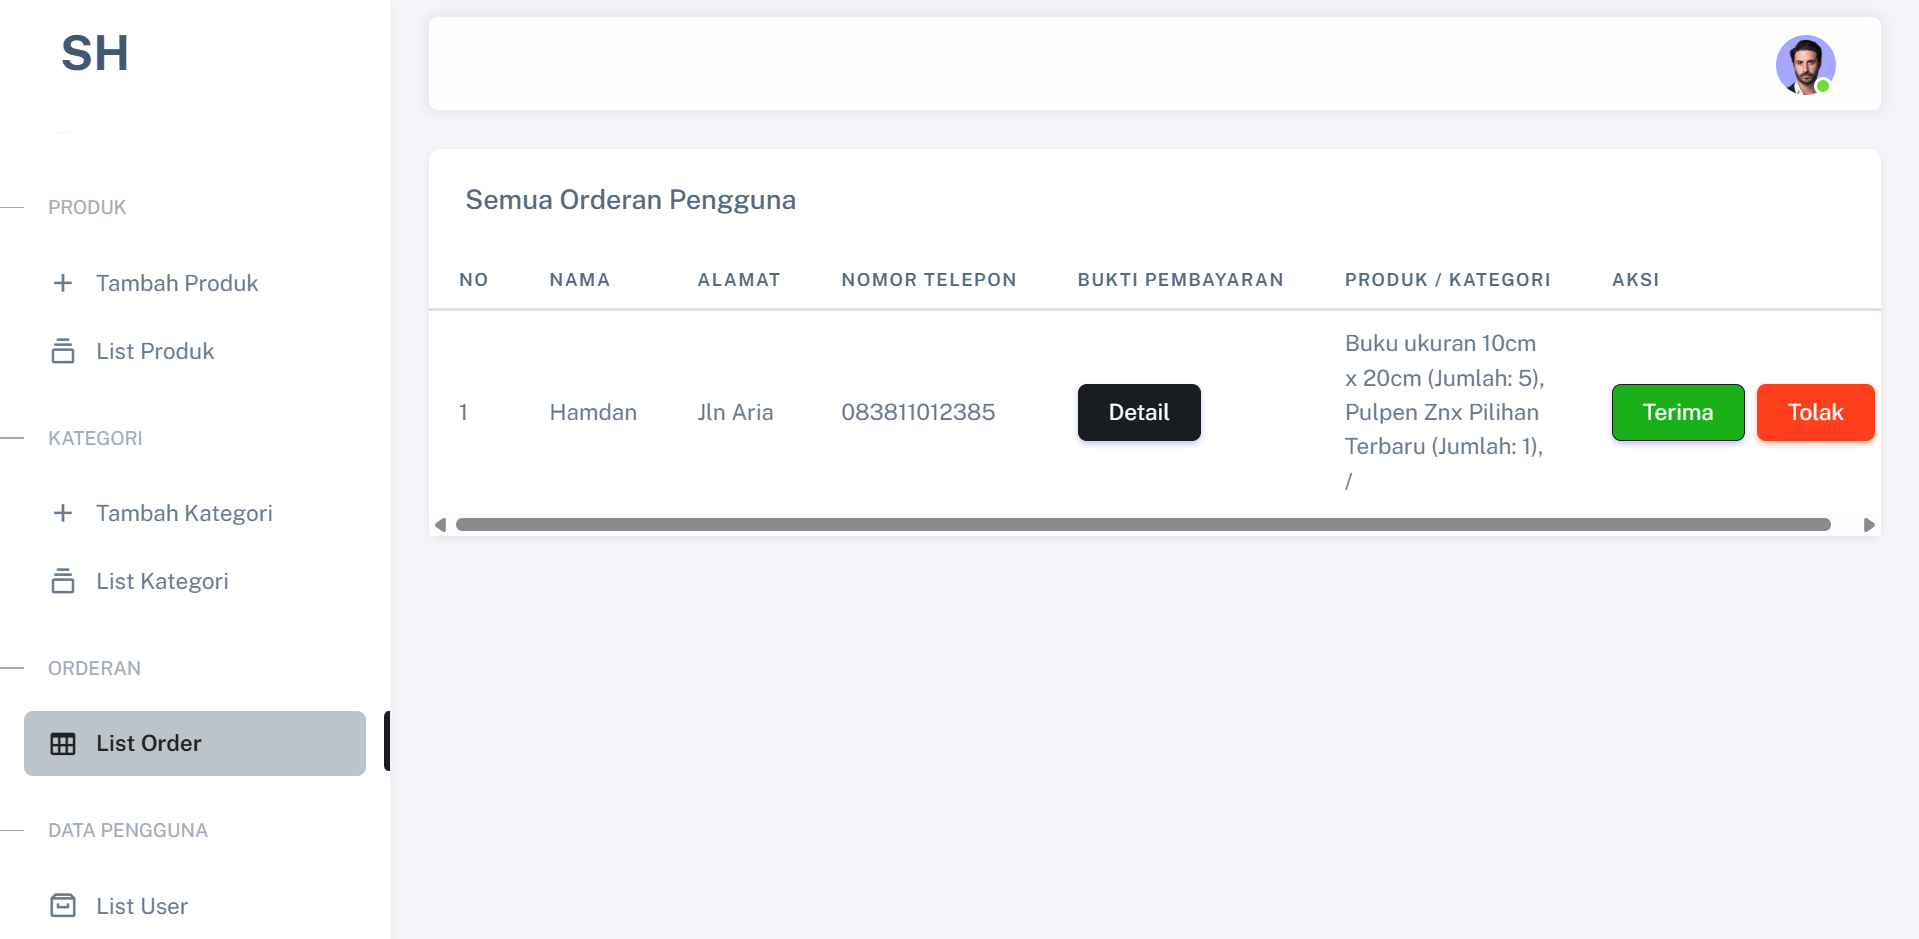 SH
PRODUK
Tambah Produk
List Produk
KATEGORI
Tambah Kategori
List Kategori
ORDERAN
List Order
DATA PENGGUNA
List User
Semua Orderan Pengguna
NO NAMA ALAMAT NOMOR TELEPON BUKTI PEMBAYARAN PRODUK / KATEGORI AKSI
1 Hamdan Jln Aria 083811012385 Detail
Buku ukuran 10cm
x 20cm (Jumlah: 5),
Pulpen Znx Pilihan
Terbaru (Jumlah: 1),
/
Terima Tolak